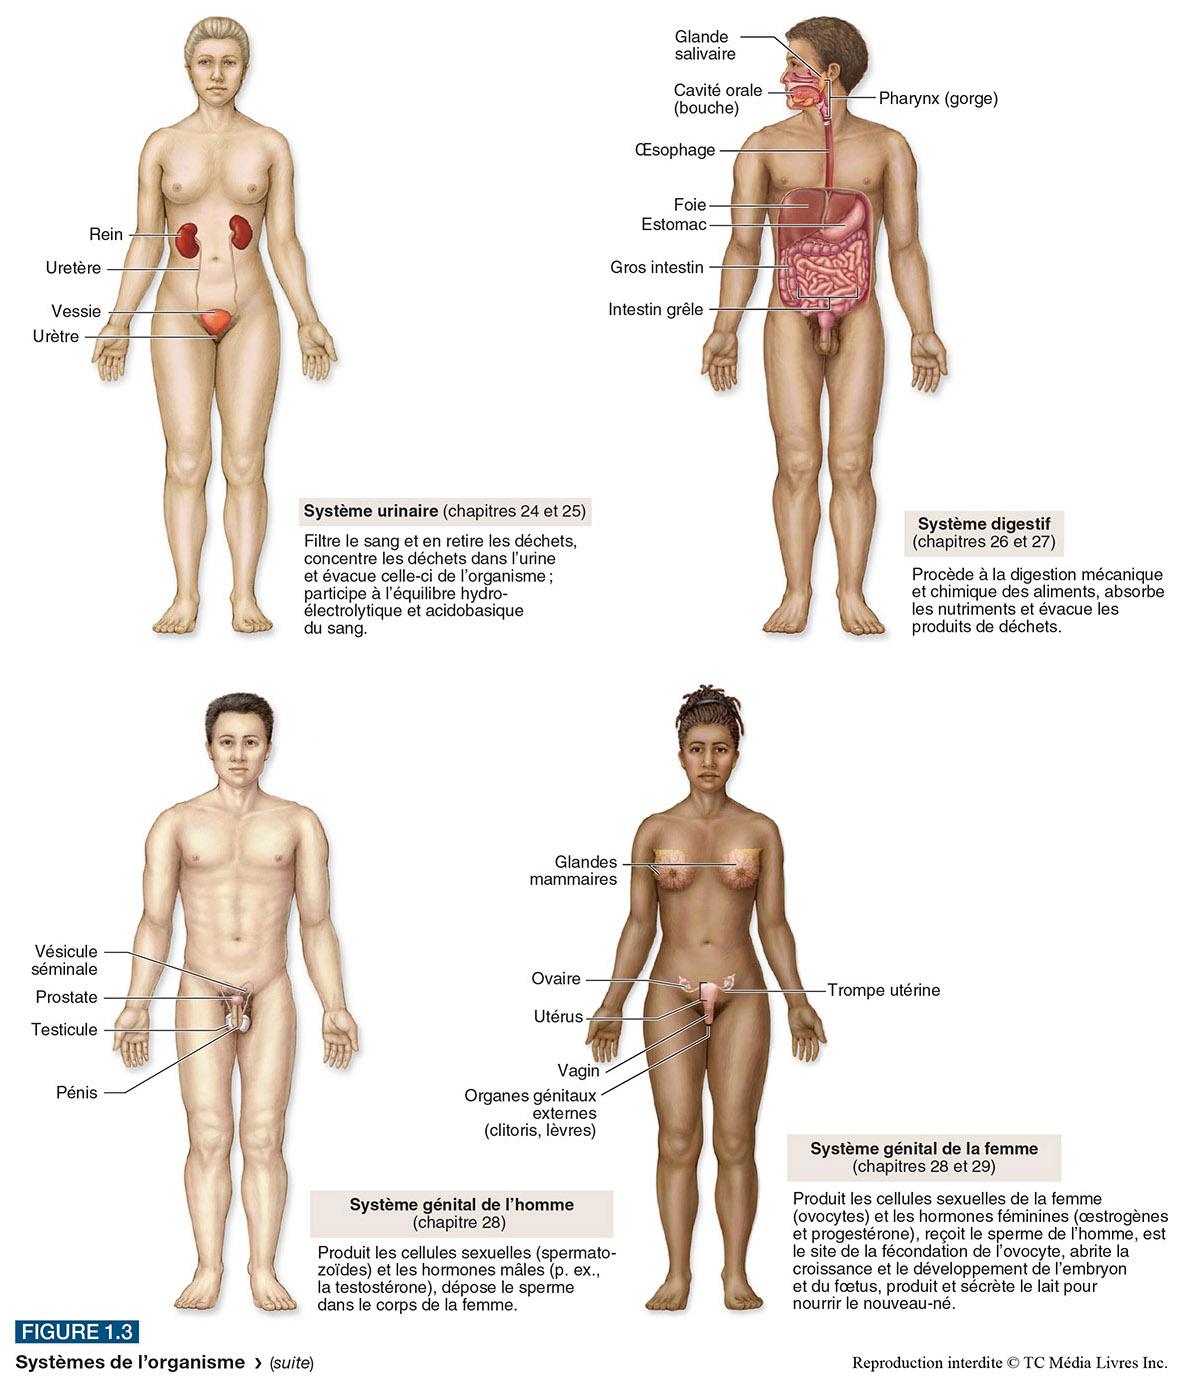 Rein
Uretère
Vessie
Urètre
Système urinaire (chapitres 24 et 25)
Filtre le sang et en retire les déchets,
concentre les déchets dans l’urine
et évacue celle-ci de l’organisme ;
participe à l’équilibre hydro-
électrolytique et acidobasique
du sang.
Glande
salivaire
Cavité orale
(bouche)
Pharynx (gorge)
Œsophage
Foie
Estomac
Gros intestin
Intestin grêle
Système digestif
(chapitres 26 et 27)
Procède à la digestion mécanique
et chimique des aliments, absorbe
les nutriments et évacue les
produits de déchets.
Vésicule
séminale
Prostate
Testicule
Pénis
Système génital de l’homme
(chapitre 28)
Produit les cellules sexuelles (spermato-
zoïdes) et les hormones mâles (p. ex.,
la testostérone), dépose le sperme
dans le corps de la femme.
Glandes
mammaires
Ovaire
Trompe utérine
Utérus
Vagin
Organes génitaux
externes
(clitoris, lèvres)
Système génital de la femme
(chapitres 28 et 29)
Produit les cellules sexuelles de la femme
(ovocytes) et les hormones féminines (œstrogènes
et progestérone), reçoit le sperme de l’homme, est
le site de la fécondation de l’ovocyte, abrite la
croissance et le développement de l’embryon
et du fœtus, produit et sécrète le lait pour
nourrir le nouveau-né.
FIGURE 1.3
Systèmes de l’organisme › (suite)
Reproduction interdite © TC Média Livres Inc.